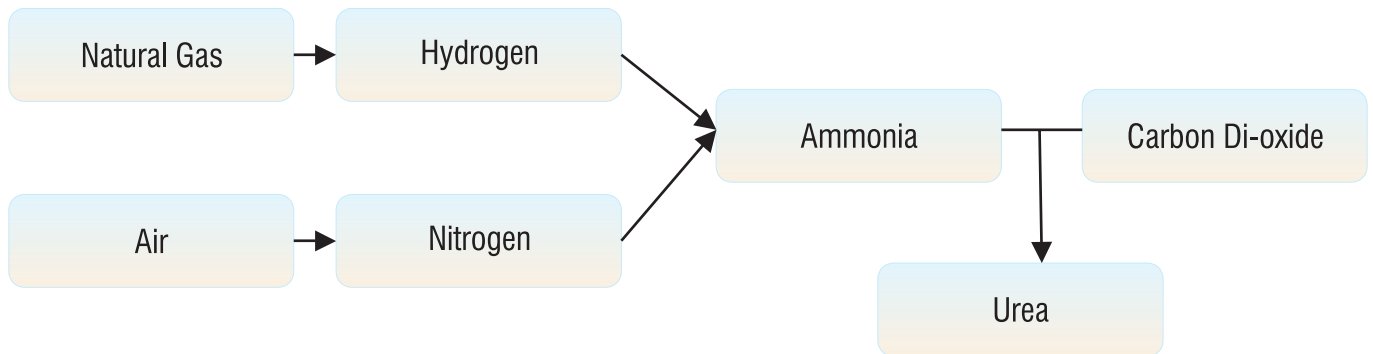 Natural Gas
Hydrogen
Ammonia
Carbon Di-oxide
Air
Nitrogen
Urea